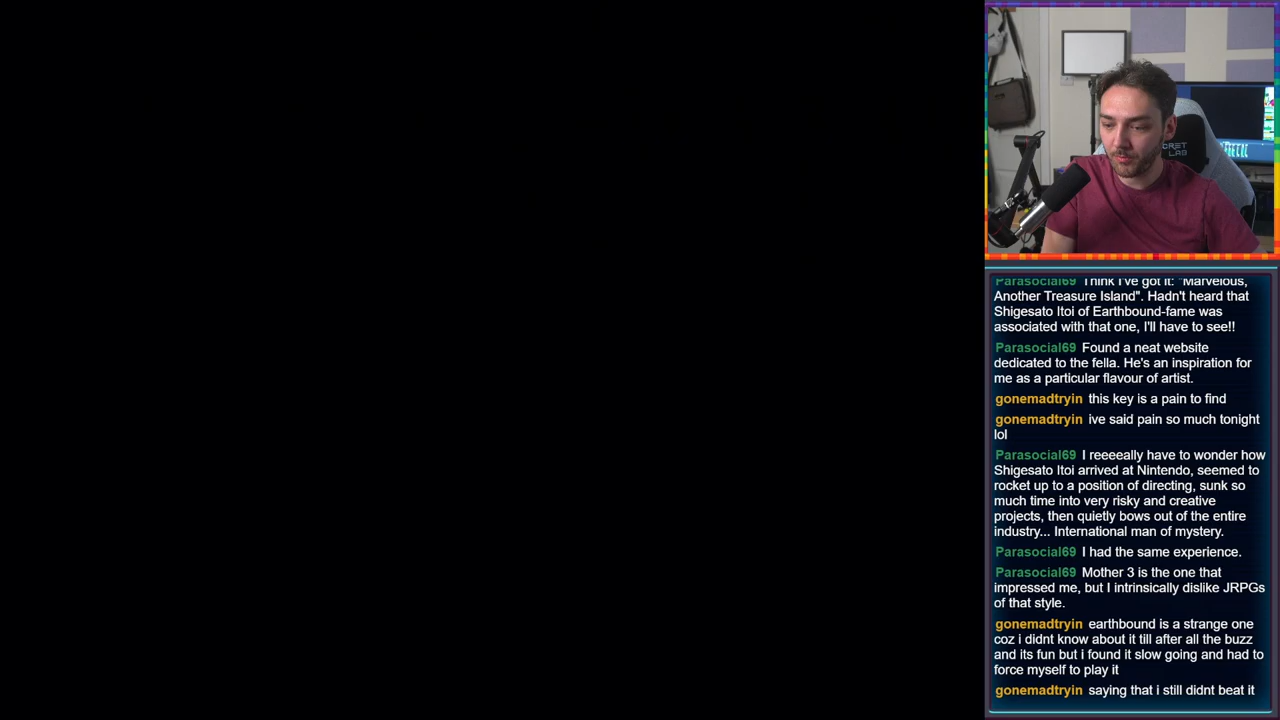 RET
LAB
Parasocial69 Think I've got it: "Marvelous,
Another Treasure Island". Hadn't heard that
Shigesato Itoi of Earthbound-fame was
associated with that one, I'll have to see!!
Parasocial69 Found a neat website
dedicated to the fella. He's an inspiration for
me as a particular flavour of artist.
gonemadtryin this key is a pain to find
gonemadtryin ive said pain so much tonight
lol
Parasocial69 I reeeeally have to wonder how
Shigesato Itoi arrived at Nintendo, seemed to
rocket up to a position of directing, sunk so
much time into very risky and creative
projects, then quietly bows out of the entire
industry... International man of mystery.
Parasocial69 I had the same experience.
Parasocial69 Mother 3 is the one that
impressed me, but I intrinsically dislike JRPGs
of that style.
gonemadtryin earthbound is a strange one
coz i didnt know about it till after all the buzz
and its fun but i found it slow going and had to
force myself to play it
gonemadtryin saying that i still didnt beat it